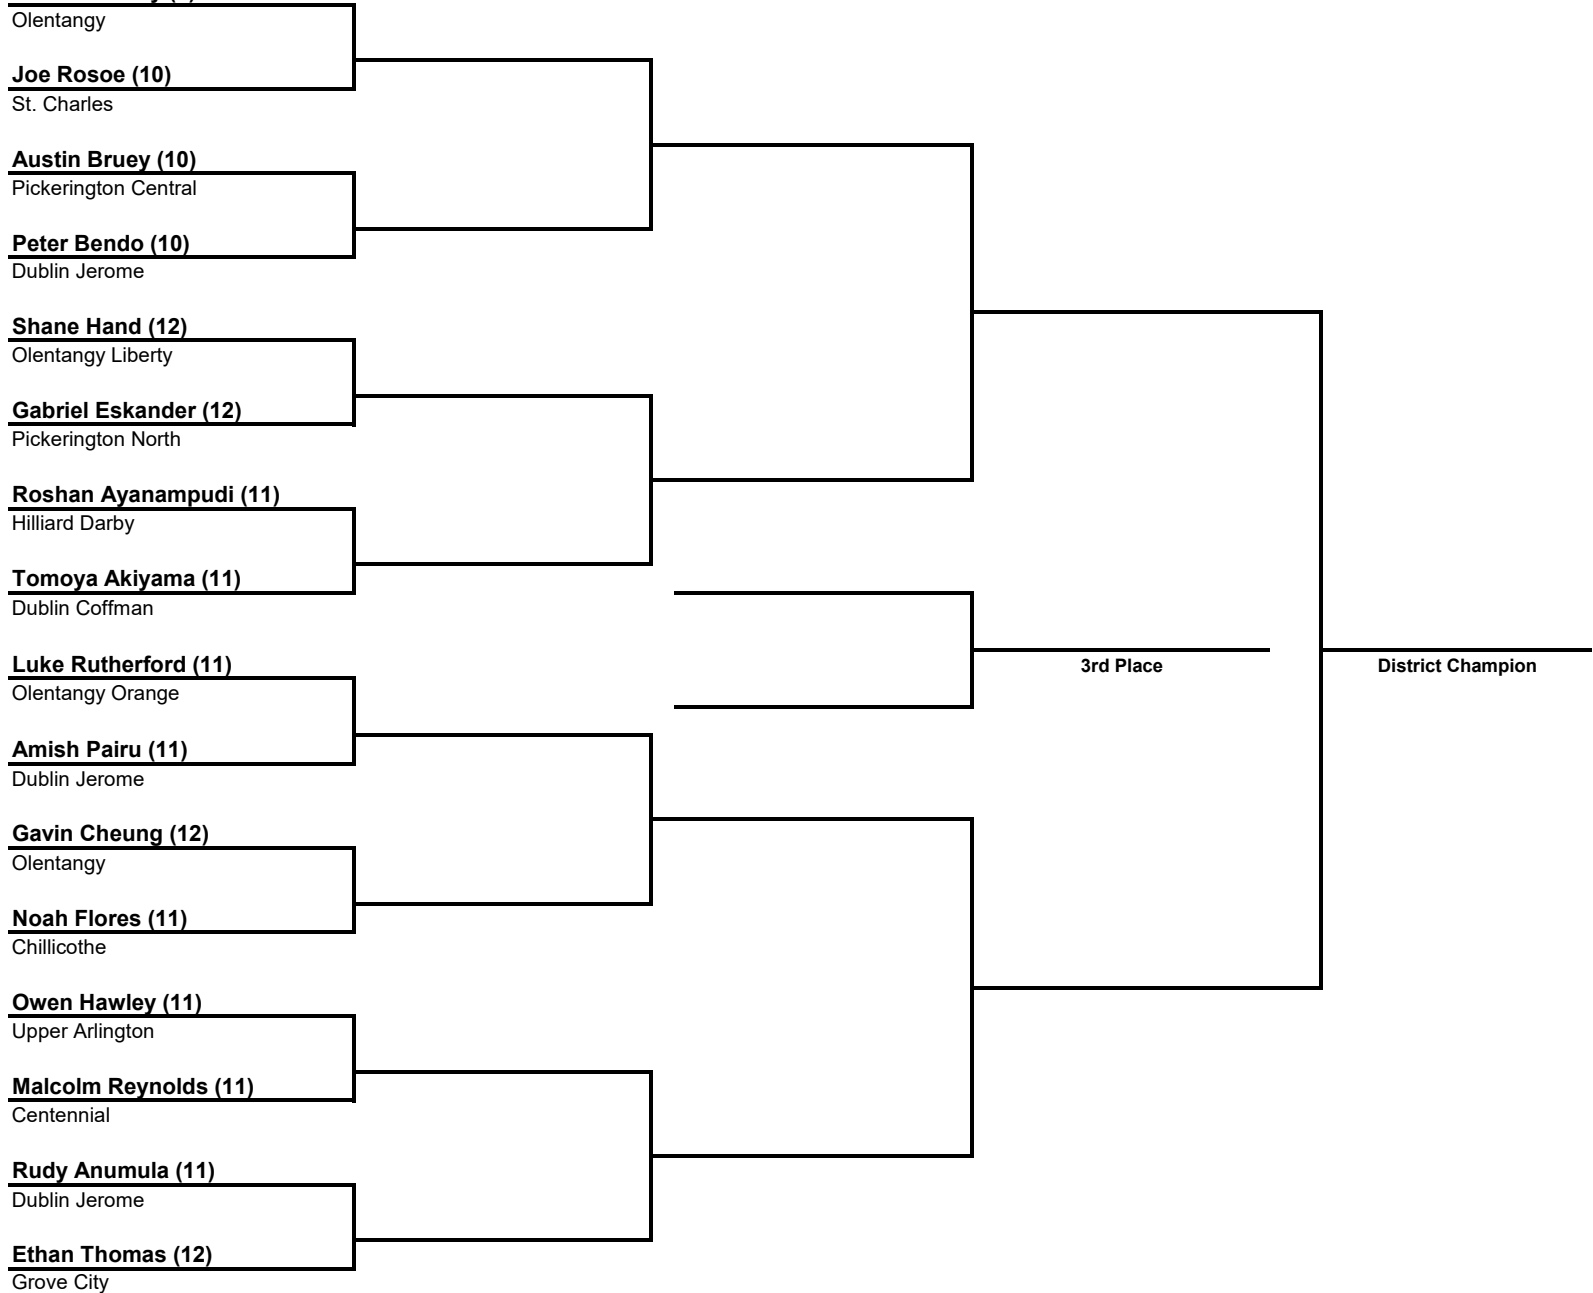 Olentangy
Joe Rosoe (10)
St. Charles
Austin Bruey (10)
Pickerington Central
Peter Bendo (10)
Dublin Jerome
Shane Hand (12)
Olentangy Liberty
Gabriel Eskander (12)
Pickerington North
Roshan Ayanampudi (11)
Hilliard Darby
Tomoya Akiyama (11)
Dublin Coffman
Luke Rutherford (11)
Olentangy Orange
Amish Pairu (11)
Dublin Jerome
Gavin Cheung (12)
Olentangy
Noah Flores (11)
Chillicothe
Owen Hawley (11)
Upper Arlington
Malcolm Reynolds (11)
Centennial
Rudy Anumula (11)
Dublin Jerome
Ethan Thomas (12)
Grove City
3rd Place
District Champion